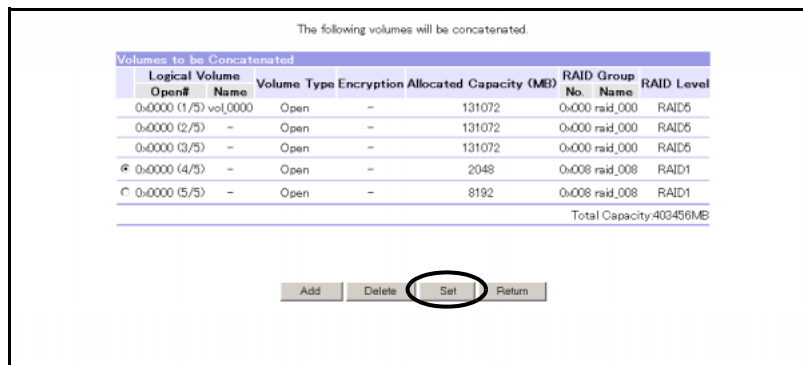 The following volumes will be concatenated.
Volumes to be Concatenated
Logical Volume Volume Type Encryption Allocated Capacity (MB) RAID Group RAID Level
Open# Name No. Name
0x0000 (1/5) vol_0000 Open - 131072 0x000 raid_000 RAID5
0x0000 (2/5) - Open - 131072 0x000 raid_000 RAID5
0x0000 (3/5) - Open - 131072 0x000 raid_000 RAID5
0x0000 (4/5) - Open - 2048 0x008 raid_008 RAID1
0x0000 (5/5) - Open - 8192 0x008 raid_008 RAID1
Total Capacity:403456MB
Add Delete Set Return